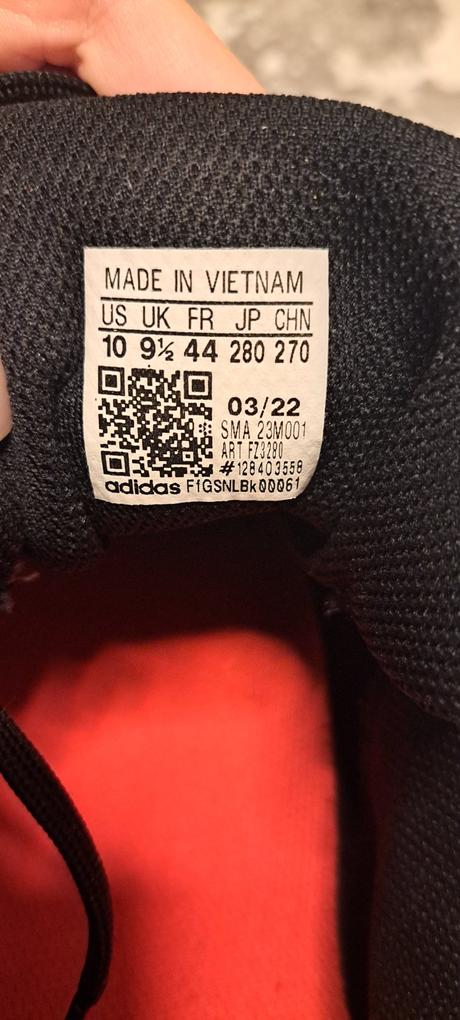 MADE IN VIETNAM
US UK FR JP CHN
10 9½ 44 280 270
03/22
SMA 23M001
ART FZ3280
#128403558
adidas FfGSNLBk00061